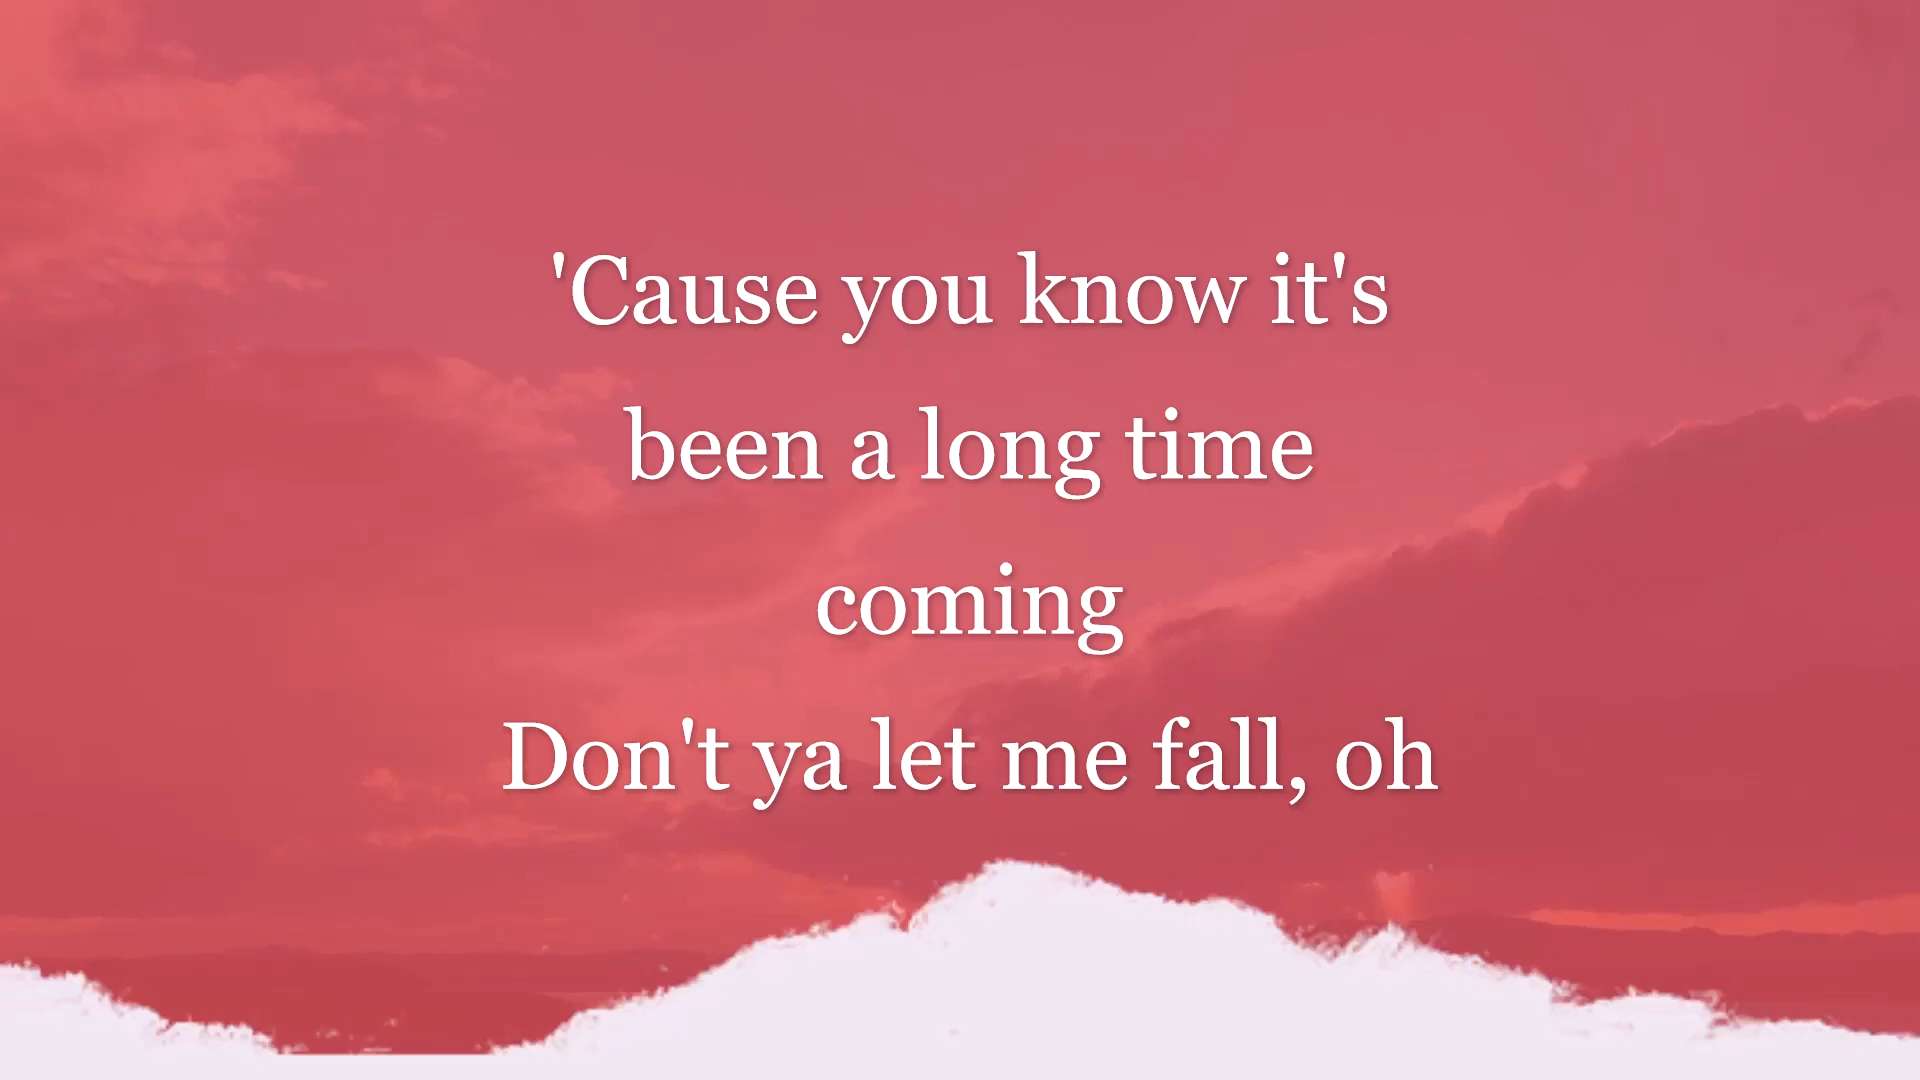 'Cause you know it's
been a long time
coming
Don't ya let me fall, oh